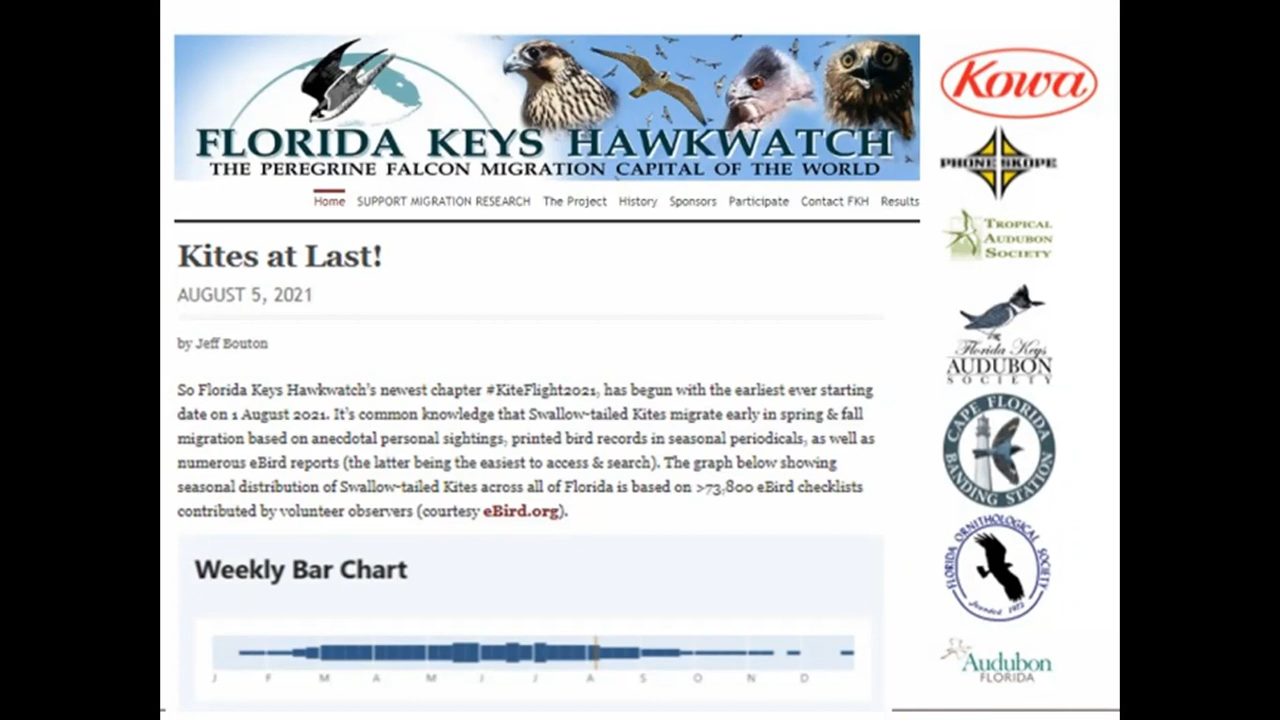 FLORIDA KEYS HAWKWATCH
THE PEREGRINE FALCON MIGRATION CAPITAL OF THE WORLD
Home SUPPORT MIGRATION RESEARCH The Project History Sponsors Participate Contact FKH Results
Kites at Last!
AUGUST 5, 2021
by Jeff Bouton
So Florida Keys Hawkwatch's newest chapter #KiteFlight2021, has begun with the earliest ever starting
date on 1 August 2021. It's common knowledge that Swallow-tailed Kites migrate early in spring & fall
migration based on anecdotal personal sightings, printed bird records in seasonal periodicals, as well as
numerous eBird reports (the latter being the easiest to access & search). The graph below showing
seasonal distribution of Swallow-tailed Kites across all of Florida is based on >73,800 eBird checklists
contributed by volunteer observers (courtesy eBird.org).
Weekly Bar Chart
J F M A M J J A S O N D
Kowa
PHONE SKOPE
TROPICAL
AUDUBON
SOCIETY
Florida Keys
AUDUBON
SOCIETY
CAPE FLORIDA
BANDING STATION
FLORIDA ORNITHOLOGICAL SOCIETY
founded 1972
Audubon
FLORIDA